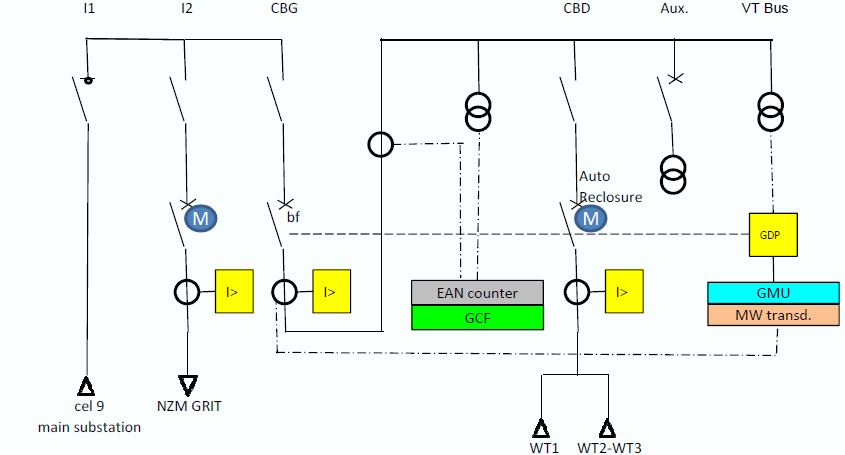 I1
I2
CBG
CBD
Aux.
VT Bus
Auto
Reclosure
M
bf
M
GDP
I>
I>
EAN counter
GCF
I>
GMU
MW transd.
cel 9
main substation
NZM GRIT
WT1
WT2-WT3